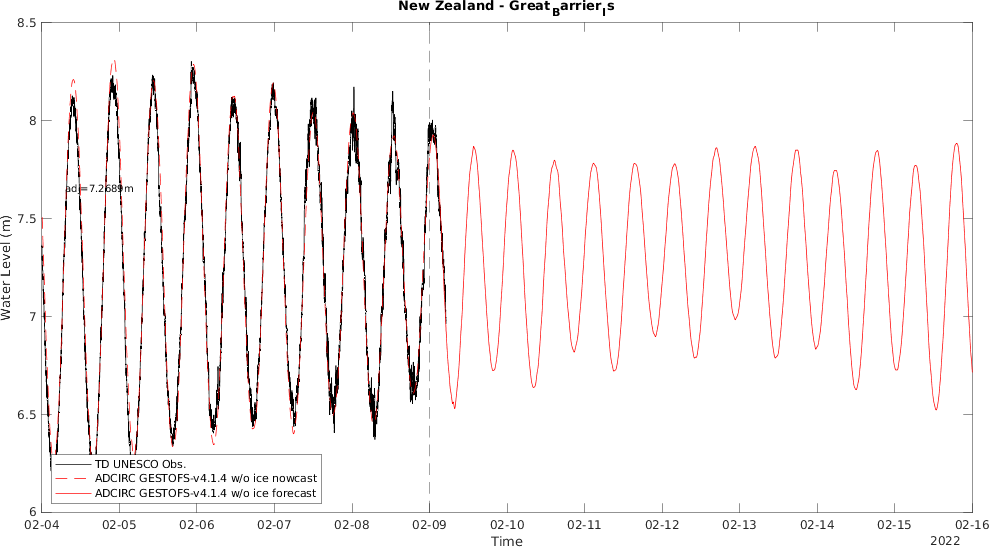 New Zealand - Great_Barrier_Is
8.5
8
7.5
7
6.5
6
Water Level (m)
adj=7.2689m
TD UNESCO Obs.
ADCIRC GESTOFS-v4.1.4 w/o ice nowcast
ADCIRC GESTOFS-v4.1.4 w/o ice forecast
02-04 02-05 02-06 02-07 02-08 02-09 02-10 02-11 02-12 02-13 02-14 02-15 02-16
Time
2022